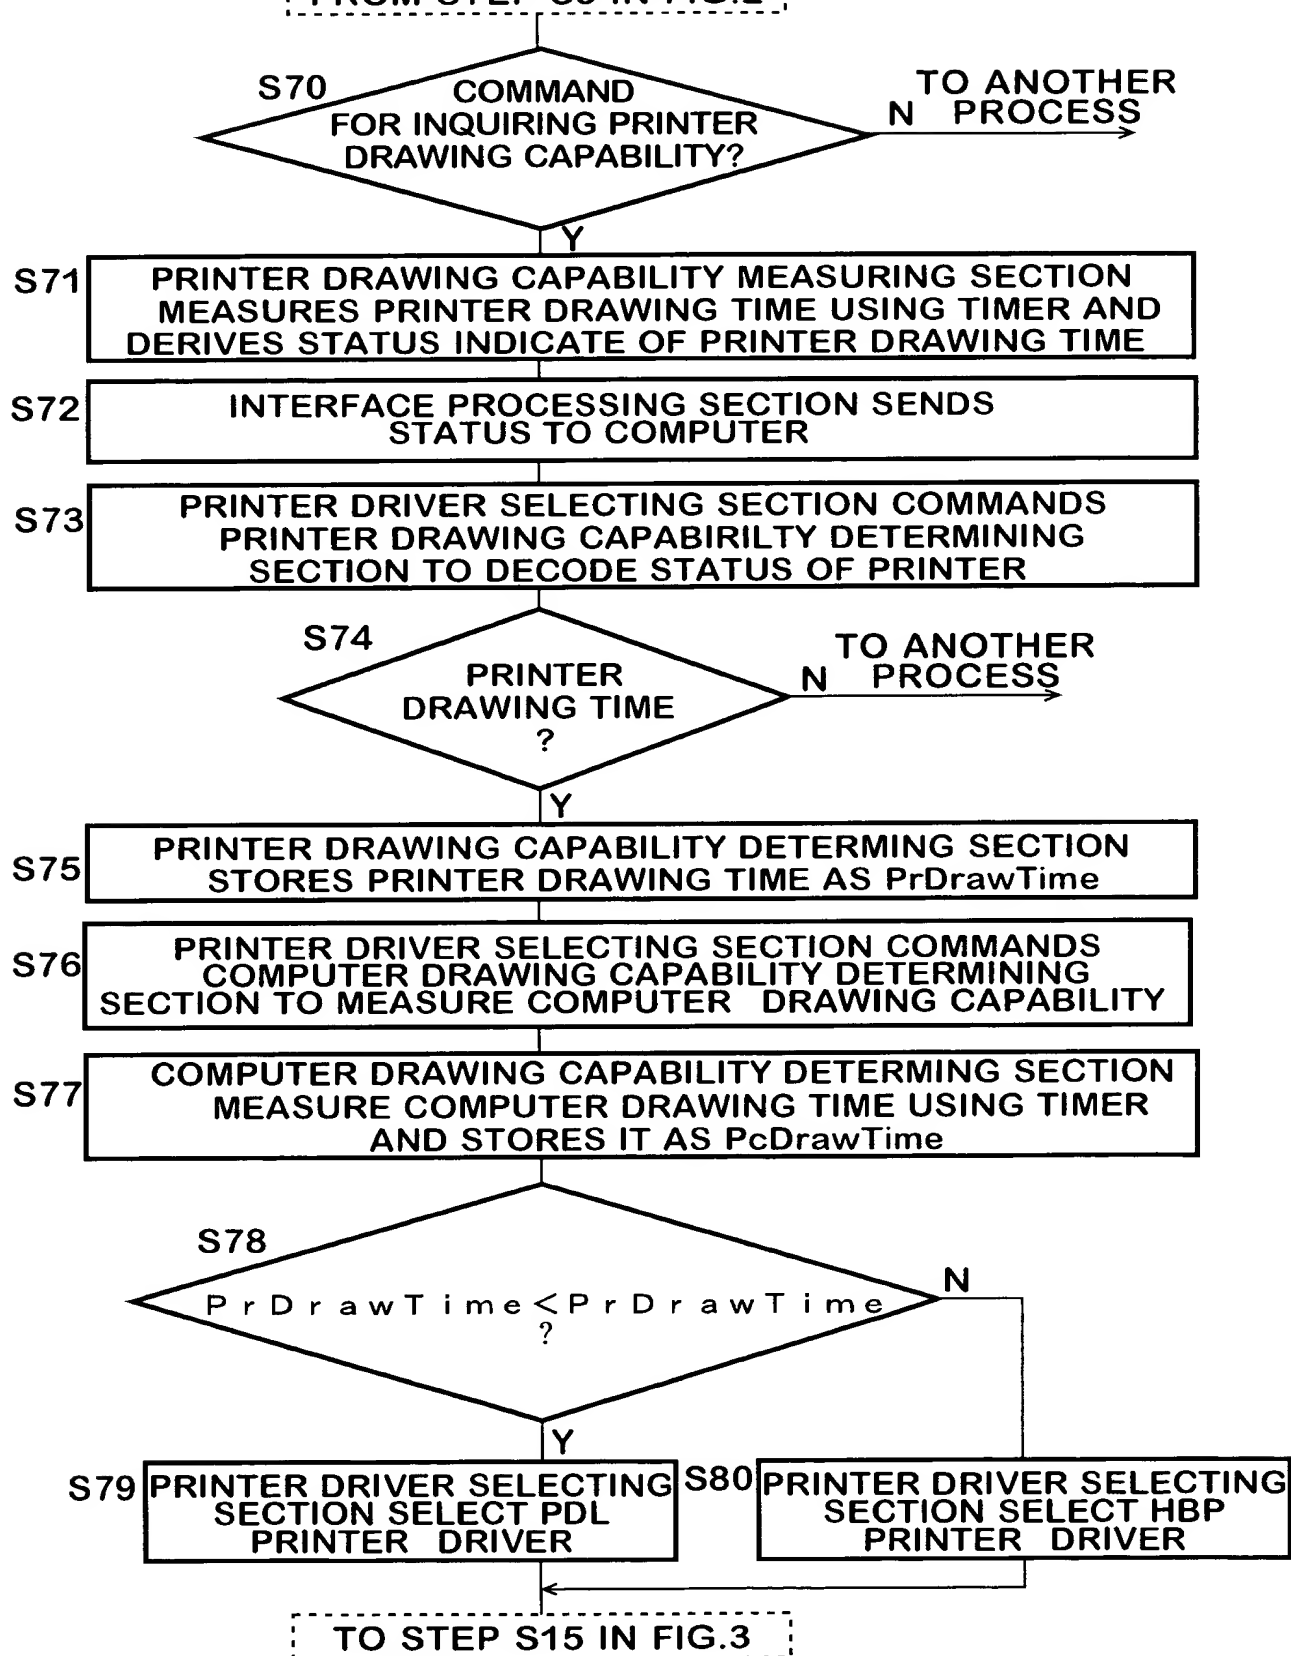 FROM STEP
IN FIG.2
S70
COMMAND
FOR INQUIRING PRINTER
DRAWING CAPABILITY?
TO ANOTHER
N PROCESS
Y
S71
PRINTER DRAWING CAPABILITY MEASURING SECTION
MEASURES PRINTER DRAWING TIME USING TIMER AND
DERIVES STATUS INDICATE OF PRINTER DRAWING TIME
S72
INTERFACE PROCESSING SECTION SENDS
STATUS TO COMPUTER
S73
PRINTER DRIVER SELECTING SECTION COMMANDS
PRINTER DRAWING CAPABIRILTY DETERMINING
SECTION TO DECODE STATUS OF PRINTER
S74
PRINTER
DRAWING TIME
?
TO ANOTHER
N PROCESS
Y
S75
PRINTER DRAWING CAPABILITY DETERMING SECTION
STORES PRINTER DRAWING TIME AS PrDrawTime
S76
PRINTER DRIVER SELECTING SECTION COMMANDS
COMPUTER DRAWING CAPABILITY DETERMINING
SECTION TO MEASURE COMPUTER DRAWING CAPABILITY
S77
COMPUTER DRAWING CAPABILITY DETERMING SECTION
MEASURE COMPUTER DRAWING TIME USING TIMER
AND STORES IT AS PcDrawTime
S78
PrDrawTime<PrDrawTime
?
N
Y
S79
PRINTER DRIVER SELECTING
SECTION SELECT PDL
PRINTER DRIVER
S80
PRINTER DRIVER SELECTING
SECTION SELECT HBP
PRINTER DRIVER
TO STEP S15 IN FIG.3